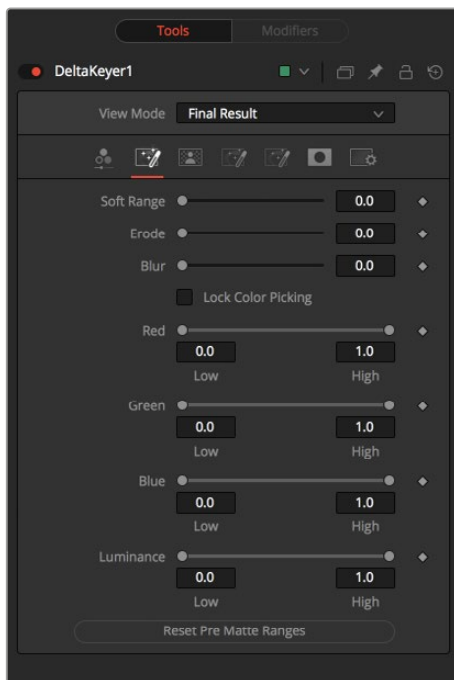 Tools Modifiers
DeltaKeyer1
View Mode Final Result
Soft Range 0.0
Erode 0.0
Blur 0.0
Lock Color Picking
Red
0.0 1.0
Low High
Green
0.0 1.0
Low High
Blue
0.0 1.0
Low High
Luminance
0.0 1.0
Low High
Reset Pre Matte Ranges